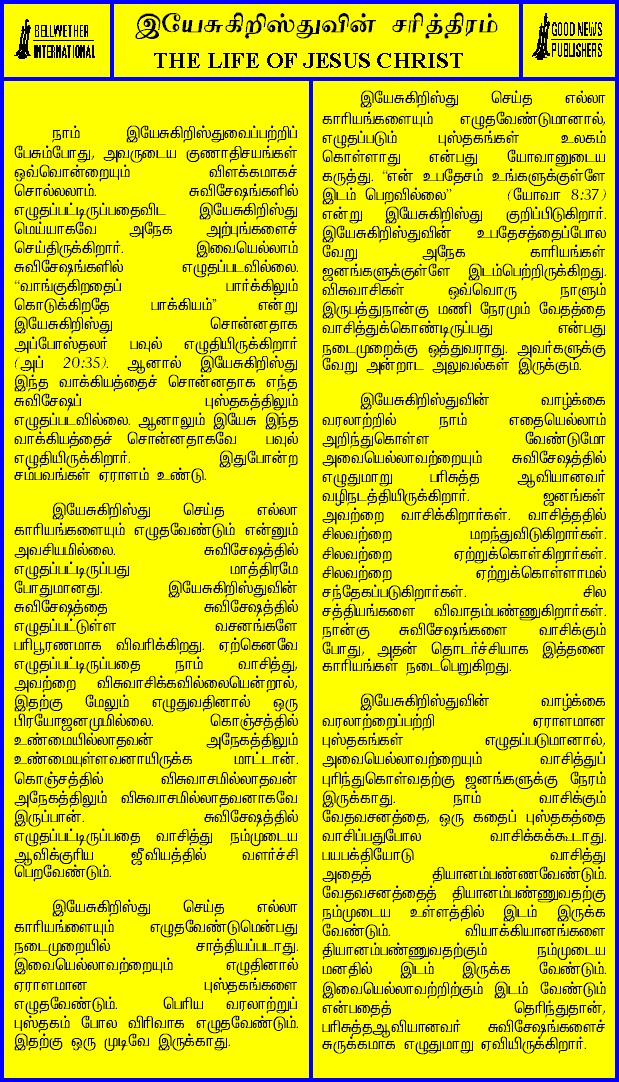 BELLWETHER
INTERNATIONAL
இயேசுகிறிஸ்துவின் சரித்திரம்
THE LIFE OF JESUS CHRIST
GOOD NEWS
PUBLISHERS
நாம் இயேசுகிறிஸ்துவைப்பற்றிப்
பேசும்போது, அவருடைய குணாதிசயங்கள்
ஒவ்வொன்றையும் விளக்கமாகச்
சொல்லலாம். சுவிசேஷங்களில்
எழுதப்பட்டிருப்பதைவிட இயேசுகிறிஸ்து
மெய்யாகவே அநேக அற்புங்களைச்
செய்திருக்கிறார். இவையெல்லாம்
சுவிசேஷங்களில் எழுதப்படவில்லை.
“வாங்குகிறதைப் பார்க்கிலும்
கொடுக்கிறதே பாக்கியம்” என்று
இயேசுகிறிஸ்து சொன்னதாக
அப்போஸ்தலர் பவுல் எழுதியிருக்கிறார்
(அப் 20:35). ஆனால் இயேசுகிறிஸ்து
இந்த வாக்கியத்தைச் சொன்னதாக எந்த
சுவிசேஷப் புஸ்தகத்திலும்
எழுதப்படவில்லை. ஆனாலும் இயேசு இந்த
வாக்கியத்தைச் சொன்னதாகவே பவுல்
எழுதியிருக்கிறார். இதுபோன்ற
சம்பவங்கள் ஏராளம் உண்டு.
இயேசுகிறிஸ்து செய்த எல்லா
காரியங்களையும் எழுதவேண்டும் என்னும்
அவசியமில்லை. சுவிசேஷத்தில்
எழுதப்பட்டிருப்பது மாத்திரமே
போதுமானது. இயேசுகிறிஸ்துவின்
சுவிசேஷத்தை சுவிசேஷத்தில்
எழுதப்பட்டுள்ள வசனங்களே
பரிபூரணமாக விவரிக்கிறது. ஏற்கெனவே
எழுதப்பட்டிருப்பதை நாம் வாசித்து,
அவற்றை விசுவாசிக்கவில்லையென்றால்,
இதற்கு மேலும் எழுதுவதினால் ஒரு
பிரயோஜனமுமில்லை. கொஞ்சத்தில்
உண்மையில்லாதவன் அநேகத்திலும்
உண்மையுள்ளவனாயிருக்க மாட்டான்.
கொஞ்சத்தில் விசுவாசமில்லாதவன்
அநேகத்திலும் விசுவாசமில்லாதவனாகவே
இருப்பான். சுவிசேஷத்தில்
எழுதப்பட்டிருப்பதை வாசித்து நம்முடைய
ஆவிக்குரிய ஜீவியத்தில் வளர்ச்சி
பெறவேண்டும்.
இயேசுகிறிஸ்து செய்த எல்லா
காரியங்ளையும் எழுதவேண்டுமென்பது
நடைமுறையில் சாத்தியப்படாது.
இவையெல்லாவற்றையும் எழுதினால்
ஏராளமான புஸ்தகங்களை
எழுதவேண்டும். பெரிய வரலாற்றுப்
புஸ்தகம் போல விரிவாக எழுதவேண்டும்.
இதற்கு ஒரு முடிவே இருக்காது.
இயேசுகிறிஸ்து செய்த எல்லா
காரியங்களையும் எழுதவேண்டுமானால்,
எழுதப்படும் புஸ்தகங்கள் உலகம்
கொள்ளாது என்பது யோவானுடைய
கருத்து. “என் உபதேசம் உங்களுக்குள்ளே
இடம் பெறவில்லை” (யோவா 8:37)
என்று இயேசுகிறிஸ்து குறிப்பிடுகிறார்.
இயேசுகிறிஸ்துவின் உபதேசத்தைப்போல
வேறு அநேக காரியங்கள்
ஜனங்களுக்குள்ளே இடம்பெற்றிருக்கிறது.
விசுவாசிகள் ஒவ்வொரு நாளும்
இருபத்துநான்கு மணி நேரமும் வேதத்தை
வாசித்துக்கொண்டிருப்பது என்பது
நடைமுறைக்கு ஒத்துவராது. அவர்களுக்கு
வேறு அன்றாட அலுவல்கள் இருக்கும்.
இயேசுகிறிஸ்துவின் வாழ்க்கை
வரலாற்றில் நாம் எதையெல்லாம்
அறிந்துகொள்ள வேண்டுமோ
அவையெல்லாவற்றையும் சுவிசேஷத்தில்
எழுதுமாறு பரிசுத்த ஆவியானவர்
வழிநடத்தியிருக்கிறார். ஜனங்கள்
அவற்றை வாசிக்கிறார்கள். வாசித்ததில்
சிலவற்றை மறந்துவிடுகிறார்கள்.
சிலவற்றை ஏற்றுக்கொள்கிறார்கள்.
சிலவற்றை ஏற்றுக்கொள்ளாமல்
சந்தேகப்படுகிறார்கள். சில
சத்தியங்களை விவாதம்பண்ணுகிறார்கள்.
நான்கு சுவிசேஷங்களை வாசிக்கும்
போது, அதன் தொடர்ச்சியாக இத்தனை
காரியங்கள் நடைபெறுகிறது.
இயேசுகிறிஸ்துவின் வாழ்க்கை
வரலாற்றைப்பற்றி ஏராளமான
புஸ்தகங்கள் எழுதப்படுமானால்,
அவையெல்லாவற்றையும் வாசித்துப்
புரிந்துகொள்வதற்கு ஜனங்களுக்கு நேரம்
இருக்காது. நாம் வாசிக்கும்
வேதவசனத்தை, ஒரு கதைப் புஸ்தகத்தை
வாசிப்பதுபோல வாசிக்கக்கூடாது.
பயபக்தியோடு வாசித்து
அதைத் தியானம்பண்ணவேண்டும்.
வேதவசனத்தைத் தியானம்பண்ணுவதற்கு
நம்முடைய உள்ளத்தில் இடம் இருக்க
வேண்டும். வியாக்கியானங்களை
தியானம்பண்ணுவதற்கும் நம்முடைய
மனதில் இடம் இருக்க வேண்டும்.
இவையெல்லாவற்றிற்கும் இடம் வேண்டும்
என்பதைத் தெரிந்துதான்,
பரிசுத்தஆவியானவர் சுவிசேஷங்களைச்
சுருக்கமாக எழுதுமாறு ஏவியிருக்கிறார்.